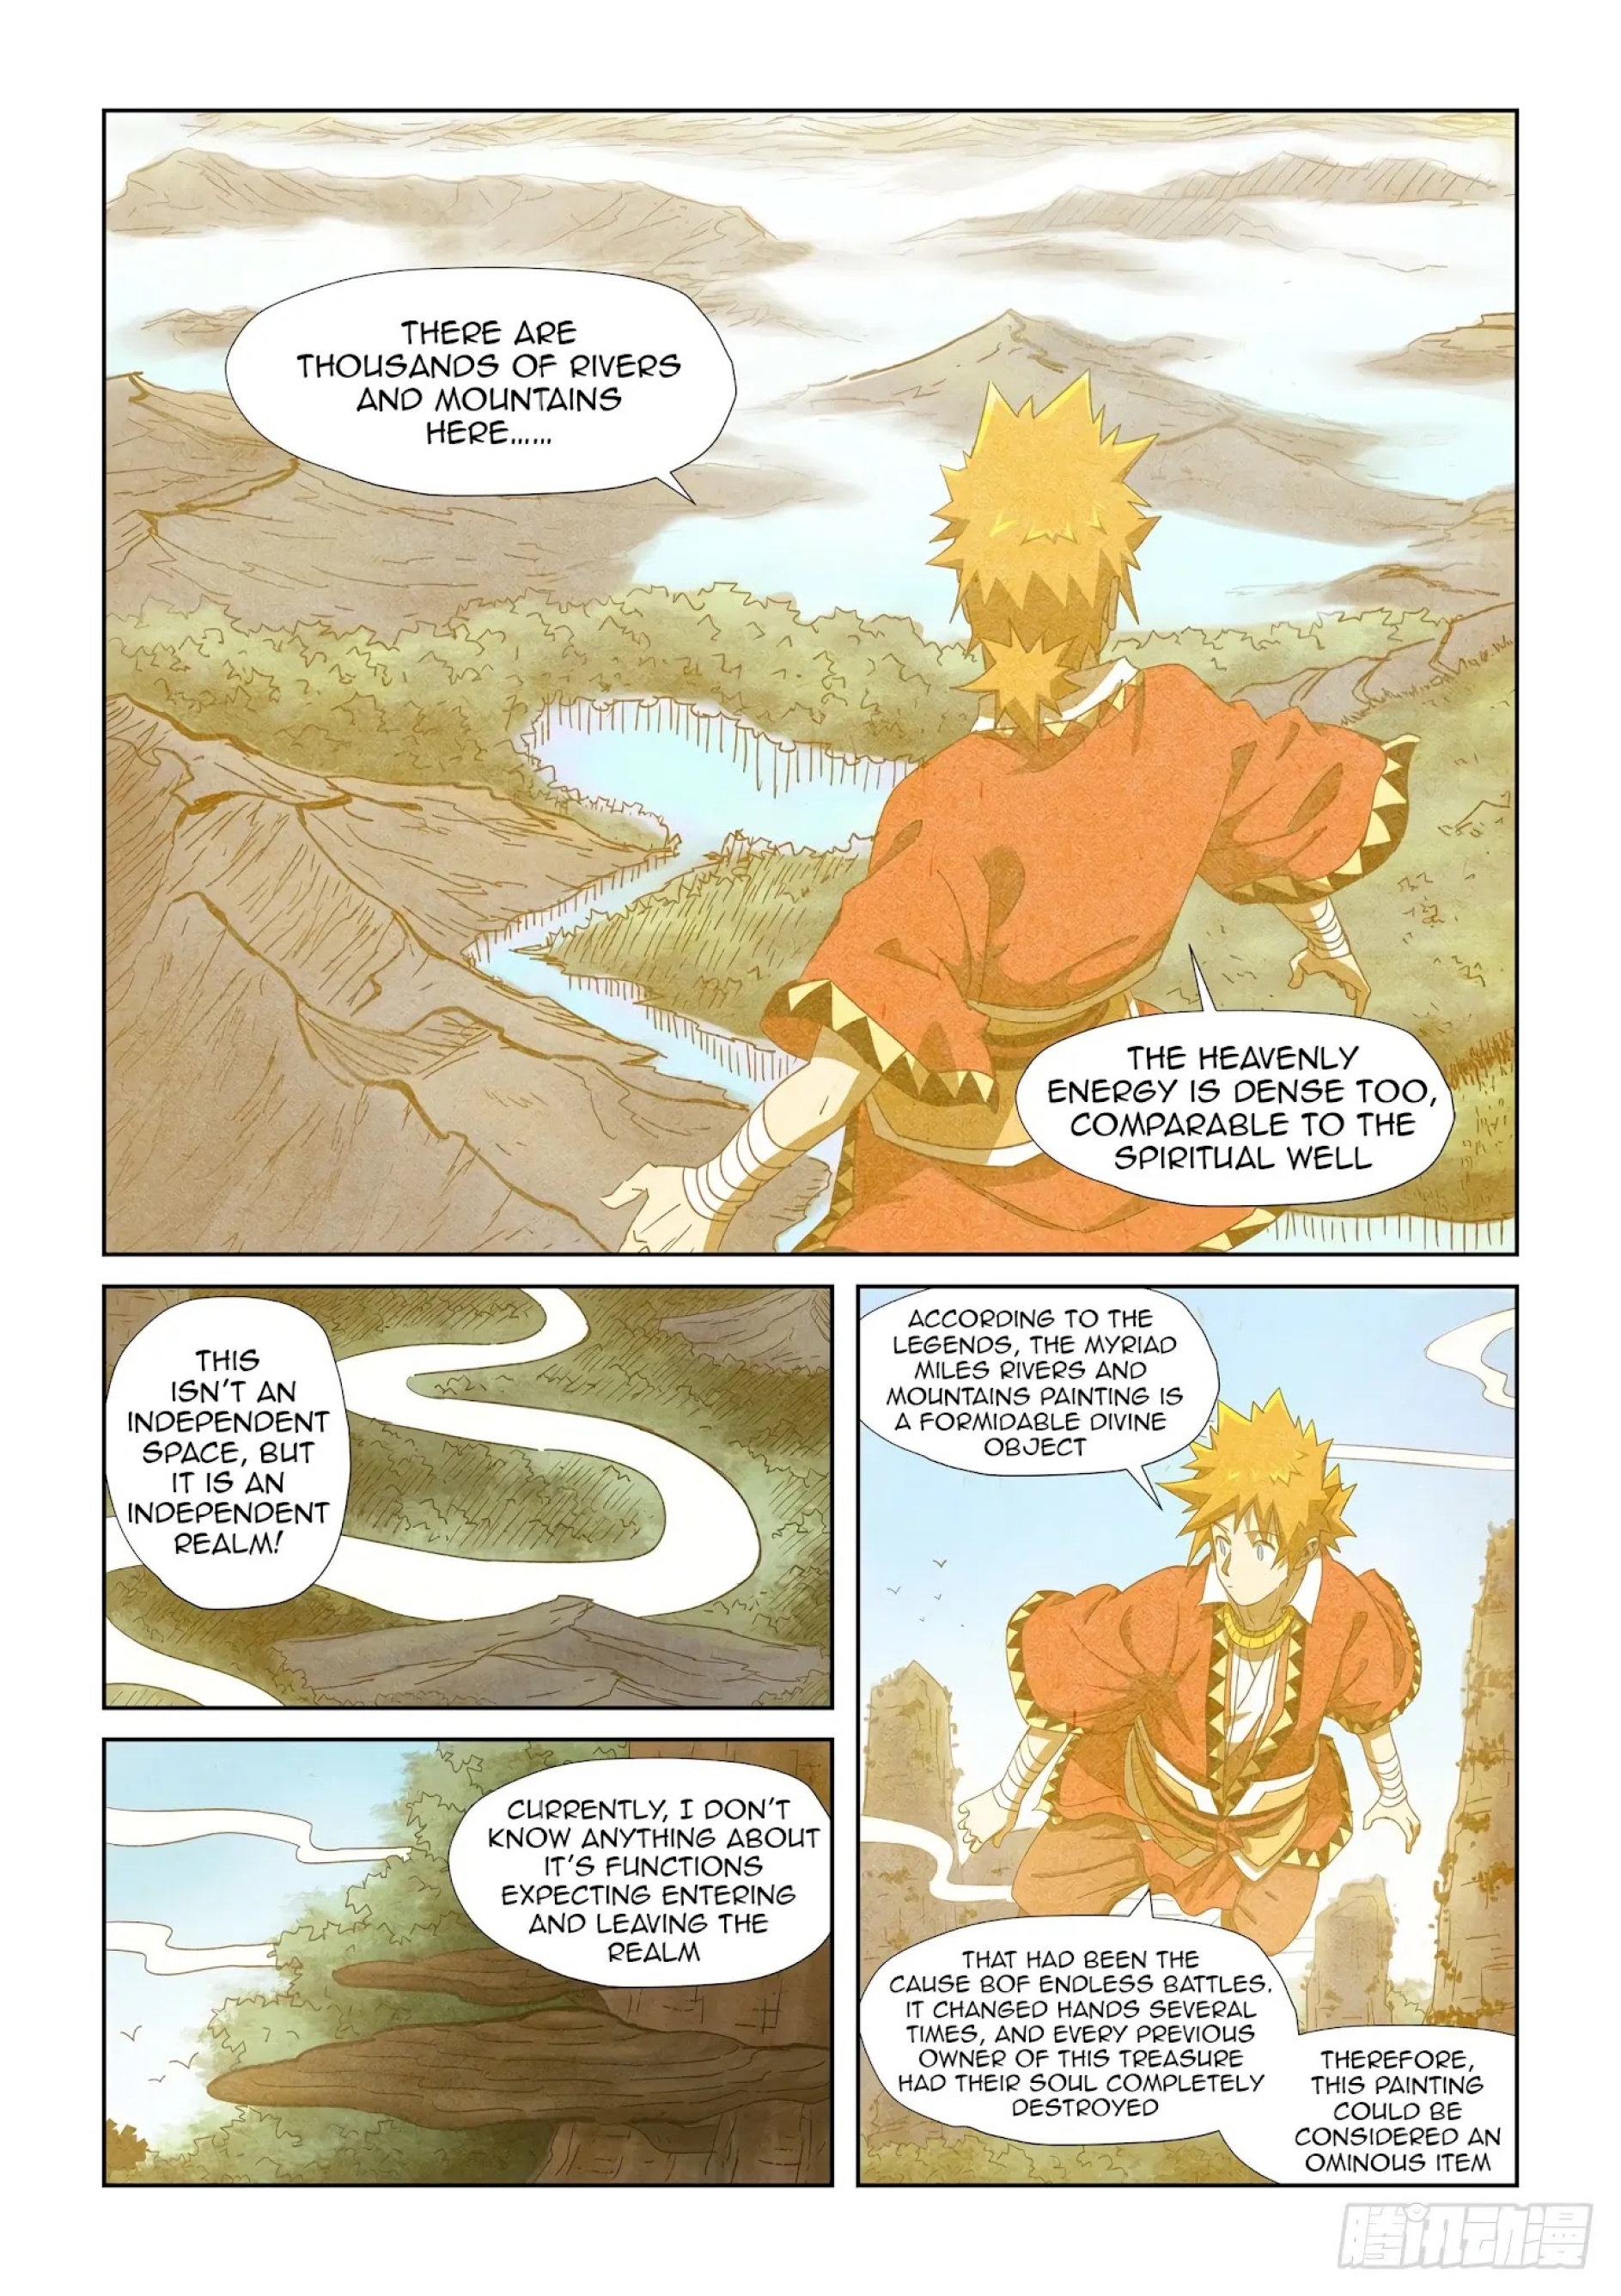 THERE ARE
THOUSANDS OF RIVERS
AND MOUNTAINS
HERE......
THE HEAVENLY
ENERGY IS DENSE TOO,
COMPARABLE TO THE
SPIRITUAL WELL
THIS
ISN'T AN
INDEPENDENT
SPACE, BUT
IT IS AN
INDEPENDENT
REALM!
ACCORDING TO THE
LEGENDS, THE MYRIAD
MILES RIVERS AND
MOUNTAINS PAINTING IS
A FORMIDABLE DIVINE
OBJECT
THAT HAD BEEN THE
CAUSE BOF ENDLESS BATTLES.
IT CHANGED HANDS SEVERAL
TIMES, AND EVERY PREVIOUS
OWNER OF THIS TREASURE
HAD THEIR SOUL COMPLETELY
DESTROYED
THEREFORE,
THIS PAINTING
COULD BE
CONSIDERED AN
OMINOUS ITEM
CURRENTLY, I DON'T
KNOW ANYTHING ABOUT
IT'S FUNCTIONS
EXPECTING ENTERING
AND LEAVING THE
REALM
腾讯动漫